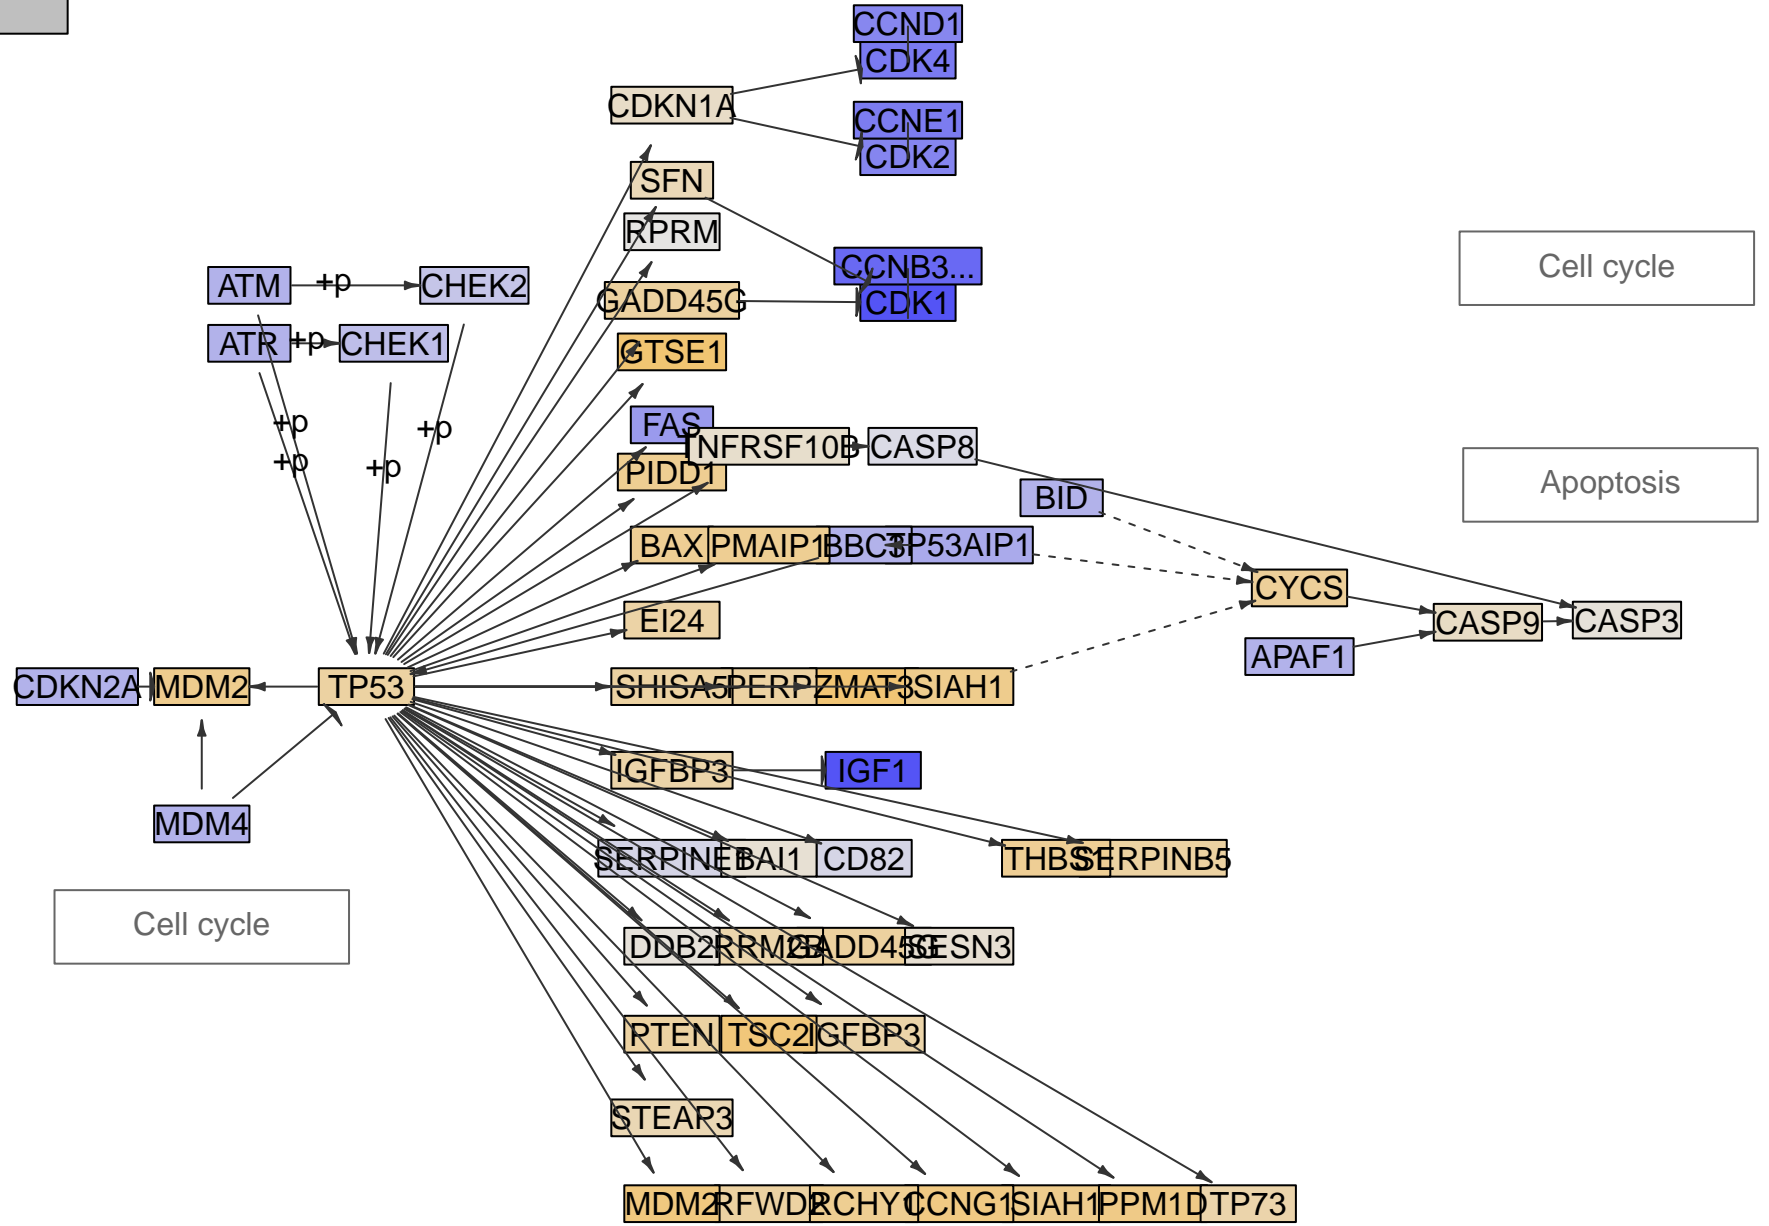 CCND1
CDK4
CDKN1A
CCNE1
CDK2
SFN
RPRM
CCNB3...
Cell cycle
ATM
+p
CHEK2
GADD45G
CDK1
ATR
+p
CHEK1
GTSE1
FAS
+p
+p
TNFRSF10B
CASP8
+p
+p
PIDD1
Apoptosis
BID
BAX
PMAIP1
BBC3
TP53AIP1
CYCS
EI24
CASP9
CASP3
APAF1
CDKN2A
MDM2
TP53
SHISA5
PERP
ZMAT3
SIAH1
IGFBP3
IGF1
MDM4
SERPINE1
BAI1
CD82
THBS1
SERPINB5
Cell cycle
DDB2
RRM2B
GADD45G
SESN3
PTEN
TSC2
IGFBP3
STEAP3
MDM2
RFWD2
RCHY1
CCNG1
SIAH1
PPM1D
TP73